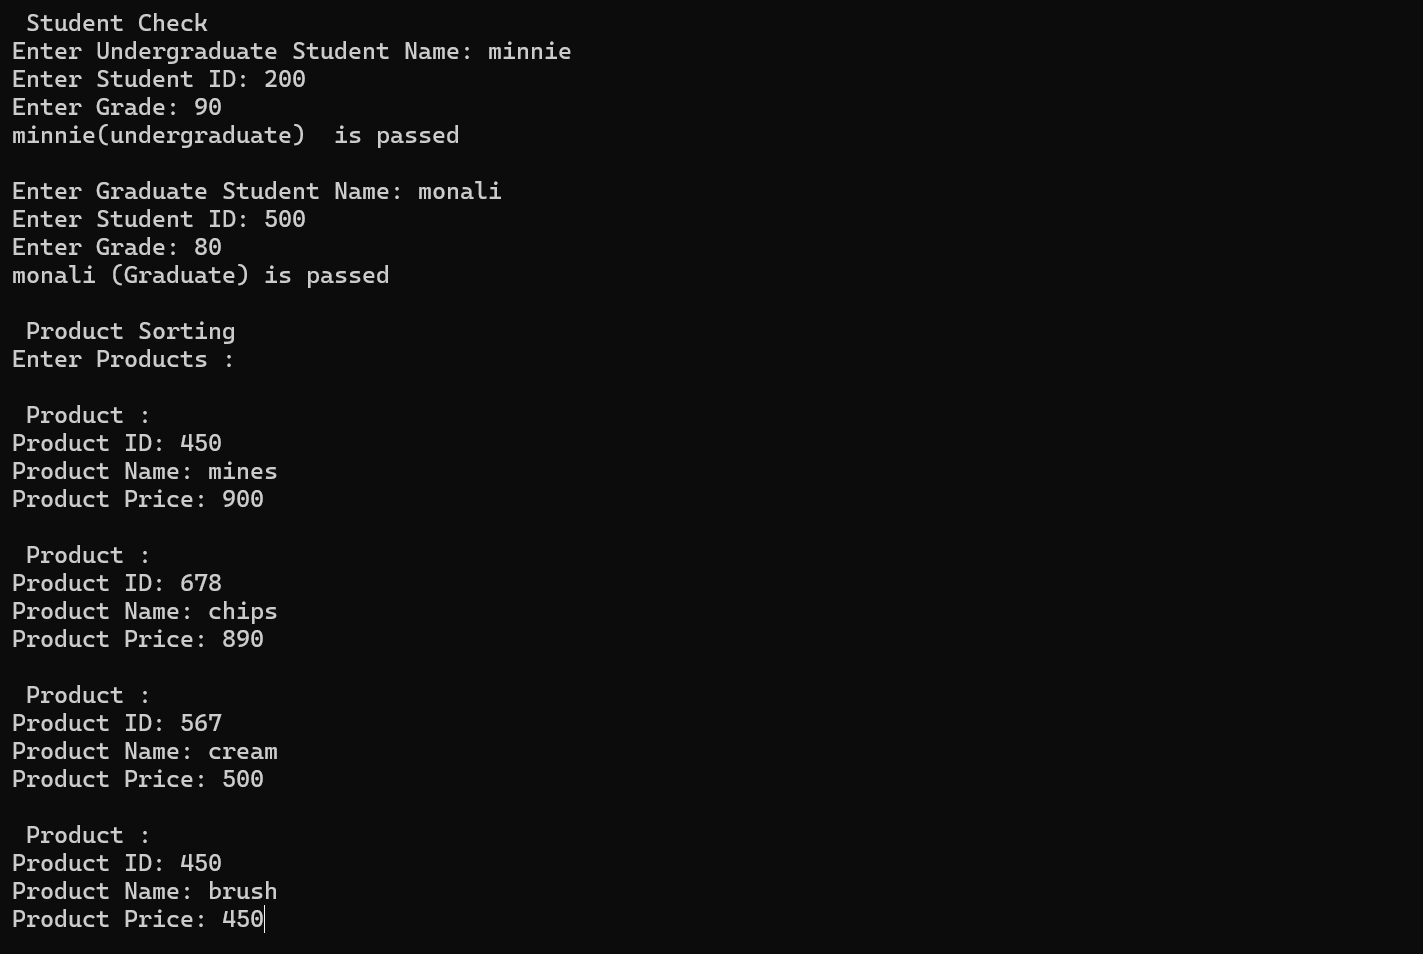 Student Check
Enter Undergraduate Student Name: minnie
Enter Student ID: 200
Enter Grade: 90
minnie(undergraduate)  is passed
Enter Graduate Student Name: monali
Enter Student ID: 500
Enter Grade: 80
monali (Graduate) is passed
Product Sorting
Enter Products :
Product :
Product ID: 450
Product Name: mines
Product Price: 900
Product :
Product ID: 678
Product Name: chips
Product Price: 890
Product :
Product ID: 567
Product Name: cream
Product Price: 500
Product :
Product ID: 450
Product Name: brush
Product Price: 450